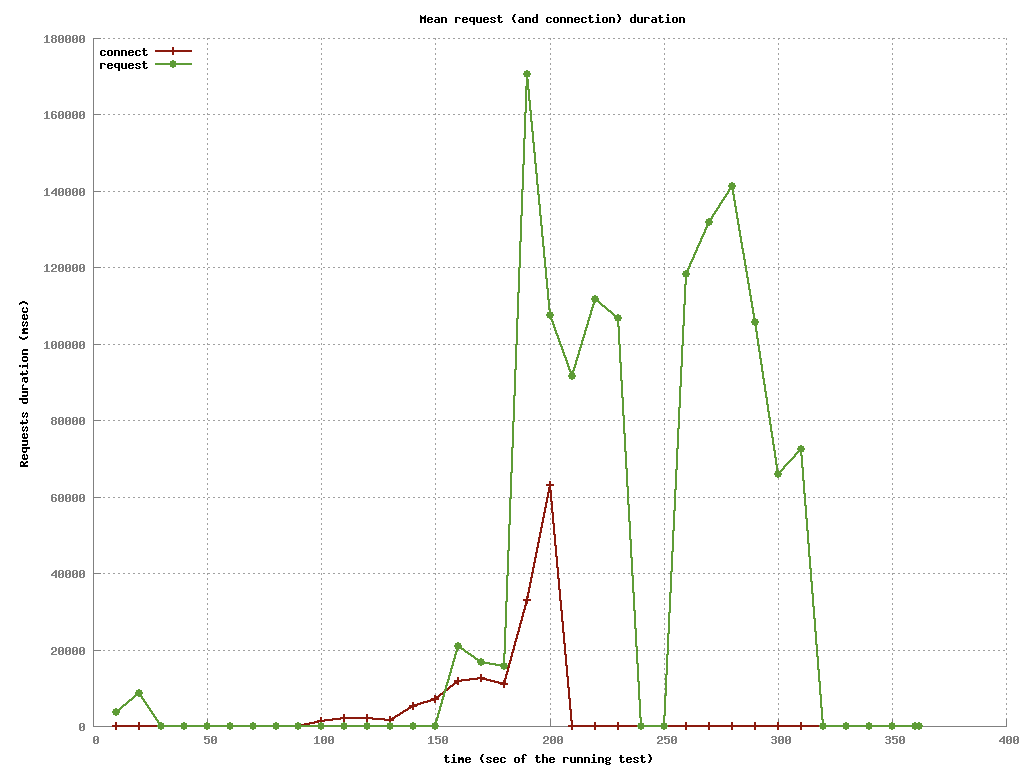 Mean request (and connection) duration
connect
request
180000
160000
140000
120000
100000
80000
60000
40000
20000
0
Requests duration (msec)
0 50 100 150 200 250 300 350 400
time (sec of the running test)